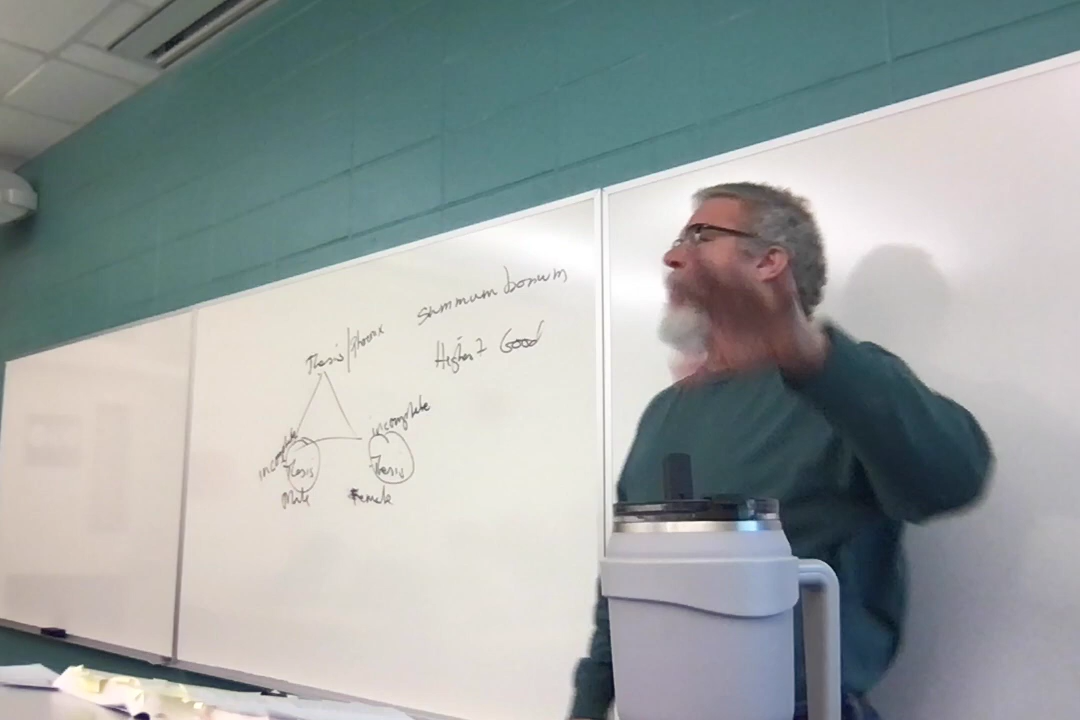 summum bonum
Highest Good
Thesis/phoenix
incomplete
incomplete
Thesis
Thesis
Male
Female